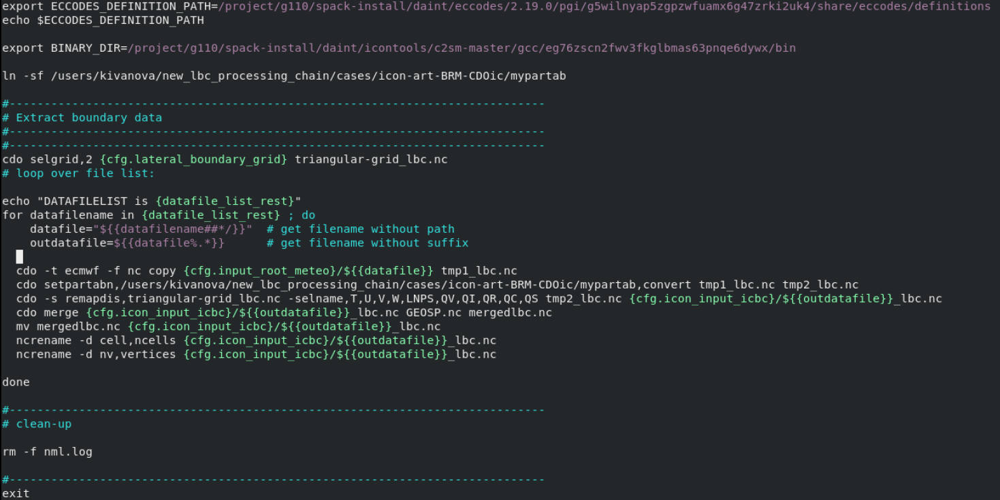 export ECCODES_DEFINITION_PATH=/project/g110/spack-install/daint/eccodes/2.19.0/pgi/g5wilnyap5zgpzwfuamx6g47zrki2uk4/share/eccodes/definitions
echo $ECCODES_DEFINITION_PATH

export BINARY_DIR=/project/g110/spack-install/daint/icontools/c2sm-master/gcc/eg76zscn2fwv3fkglbmas63pnqe6dywx/bin

ln -sf /users/kivanova/new_lbc_processing_chain/cases/icon-art-BRM-CDOic/mypartab

#-----------------------------------------------------------------------------
# Extract boundary data
#-----------------------------------------------------------------------------
#-----------------------------------------------------------------------------
cdo selgrid,2 {cfg.lateral_boundary_grid} triangular-grid_lbc.nc
# loop over file list:

echo "DATAFILELIST is {datafile_list_rest}"
for datafilename in {datafile_list_rest} ; do
    datafile="${{datafilename##*/}}"  # get filename without path
    outdatafile=${{datafile%.*}}      # get filename without suffix

  cdo -t ecmwf -f nc copy {cfg.input_root_meteo}/${{datafile}} tmp1_lbc.nc
  cdo setpartabn,/users/kivanova/new_lbc_processing_chain/cases/icon-art-BRM-CDOic/mypartab,convert tmp1_lbc.nc tmp2_lbc.nc
  cdo -s remapdis,triangular-grid_lbc.nc -selname,T,U,V,W,LNPS,QV,QI,QR,QC,QS tmp2_lbc.nc {cfg.icon_input_icbc}/${{outdatafile}}_lbc.nc
  cdo merge {cfg.icon_input_icbc}/${{outdatafile}}_lbc.nc GEOSP.nc mergedlbc.nc
  mv mergedlbc.nc {cfg.icon_input_icbc}/${{outdatafile}}_lbc.nc
  ncrename -d cell,ncells {cfg.icon_input_icbc}/${{outdatafile}}_lbc.nc
  ncrename -d nv,vertices {cfg.icon_input_icbc}/${{outdatafile}}_lbc.nc

done

#-----------------------------------------------------------------------------
# clean-up

rm -f nml.log

#-----------------------------------------------------------------------------
exit